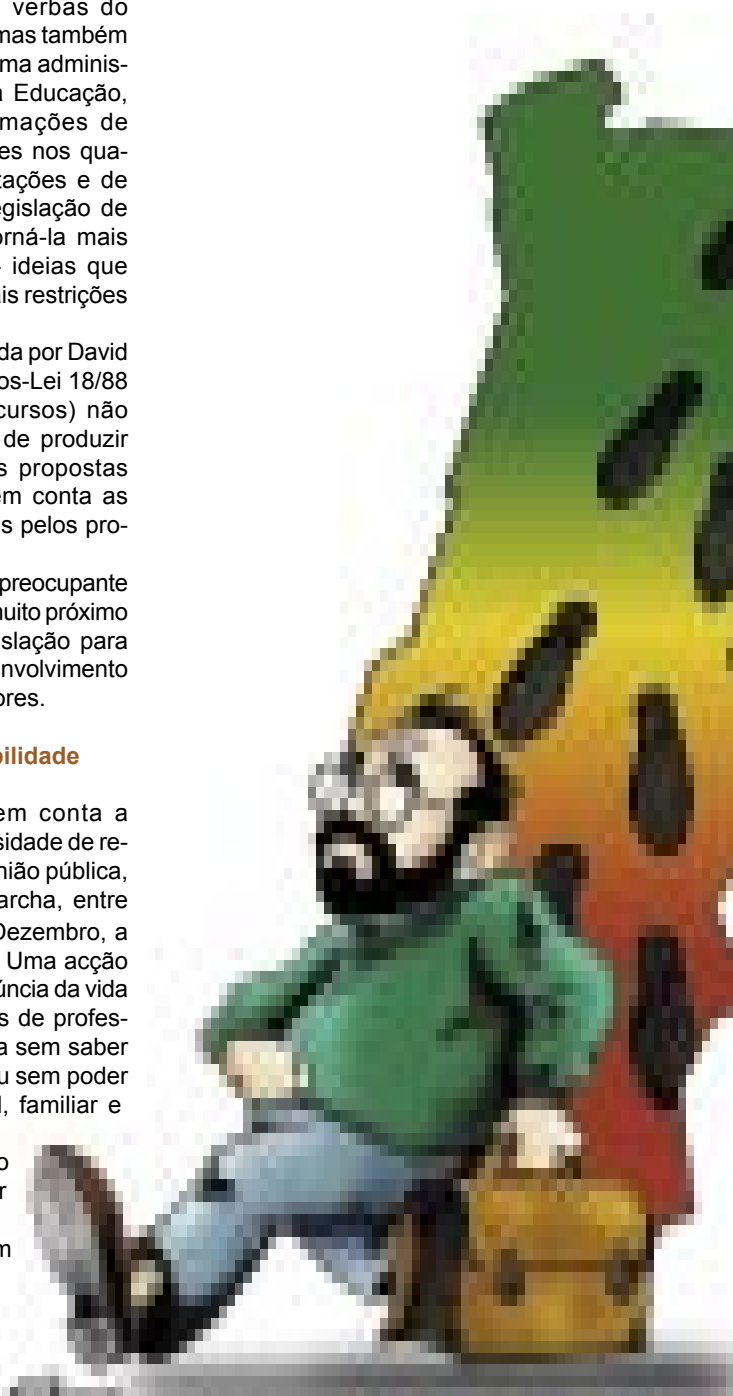 verbas do
mas também
ma adminis-
a Educação,
mações de
es nos qua-
tações e de
egislação de
orná-la mais
ideias que
is restrições
da por David
os-Lei 18/88
cursos) não
de produzir
s propostas
em conta as
s pelos pro-
preocupante
muito próximo
slação para
nvolvimento
ores.
bilidade
em conta a
sidade de re-
nião pública,
archa, entre
Dezembro, a
Uma acção
úncia da vida
s de profes-
a sem saber
u sem poder
l, familiar e
o
r
m